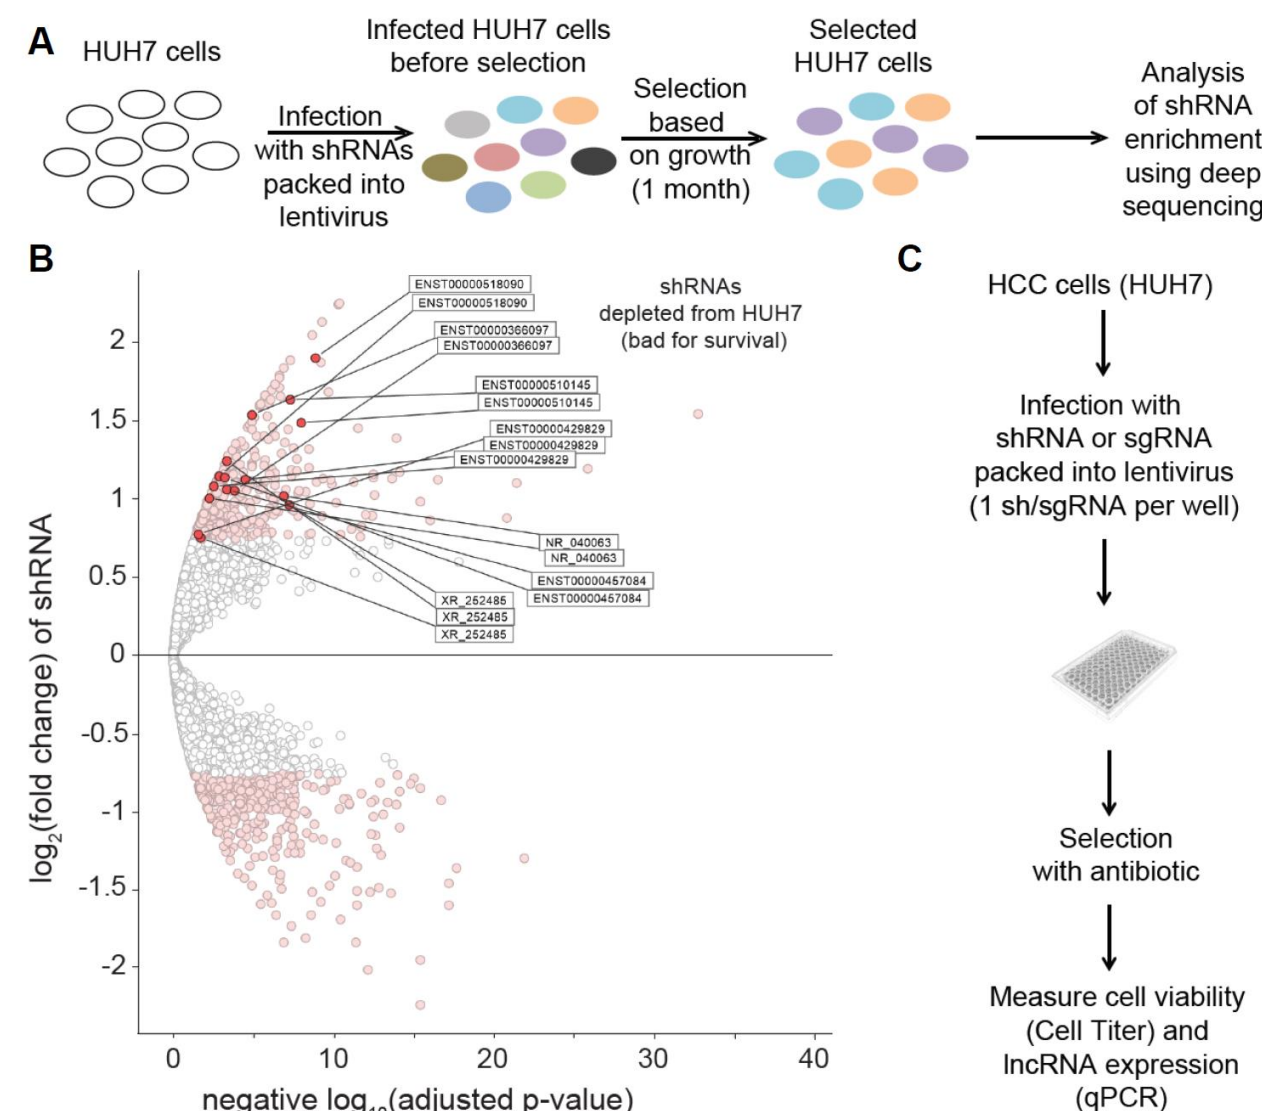 A
HUH7 cells
Infection
with shRNAs
packed into
lentivirus
Infected HUH7 cells
before selection
Selection
based
on growth
(1 month)
Selected
HUH7 cells
Analysis
of shRNA
enrichment
using deep
sequencing
B
log2(fold change) of shRNA
2
1.5
1
0.5
0
-0.5
-1
-1.5
-2
ENST00000518090
ENST00000518090
ENST00000366097
ENST00000366097
ENST00000510145
ENST00000510145
ENST00000429829
ENST00000429829
ENST00000429829
NR_040063
NR_040063
ENST00000457084
ENST00000457084
XR_252485
XR_252485
XR_252485
shRNAs
depleted from HUH7
(bad for survival)
0 10 20 30 40
negative log10(adjusted p-value)
C
HCC cells (HUH7)
Infection with
shRNA or sgRNA
packed into lentivirus
(1 sh/sgRNA per well)
Selection
with antibiotic
Measure cell viability
(Cell Titer) and
lncRNA expression
(qPCR)